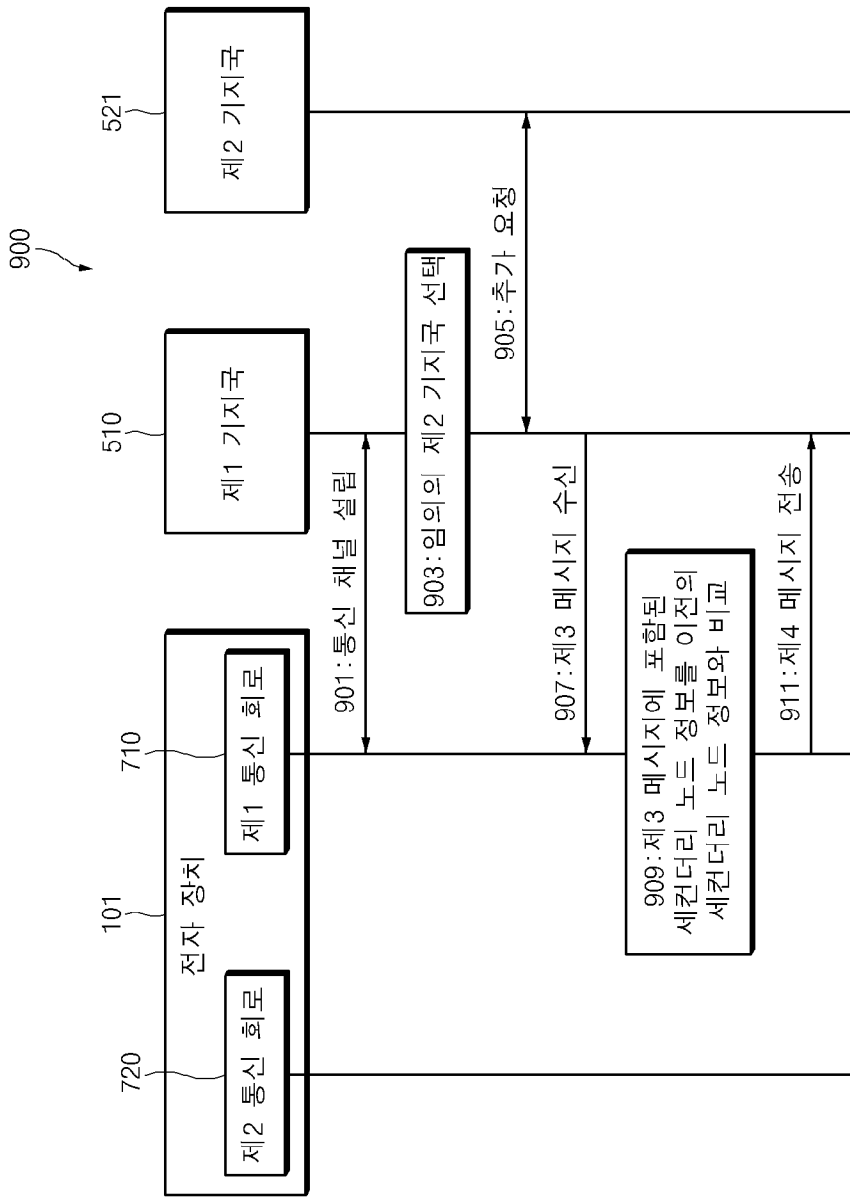 900
101
전자 장치
720
제2 통신 회로
710
제1 통신 회로
510
제1 기지국
521
제2 기지국
901:통신 채널 설립
903:임의의 제2 기지국 선택
905:추가 요청
907:제3 메시지 수신
909:제3 메시지에 포함된
세컨더리 노드 정보를 이전의
세컨더리 노드 정보와 비교
911:제4 메시지 전송